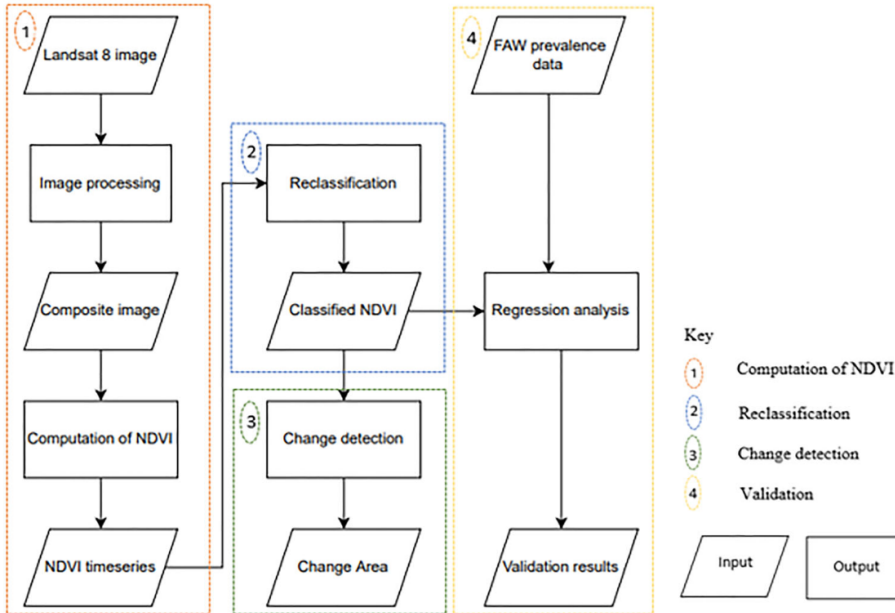 1
Landsat 8 image
Image processing
Composite image
Computation of NDVI
NDVI timeseries
2
Reclassification
Classified NDVI
3
Change detection
Change Area
4
FAW prevalence
data
Regression analysis
Validation results
Key
1 Computation of NDVI
2 Reclassification
3 Change detection
4 Validation
Input
Output